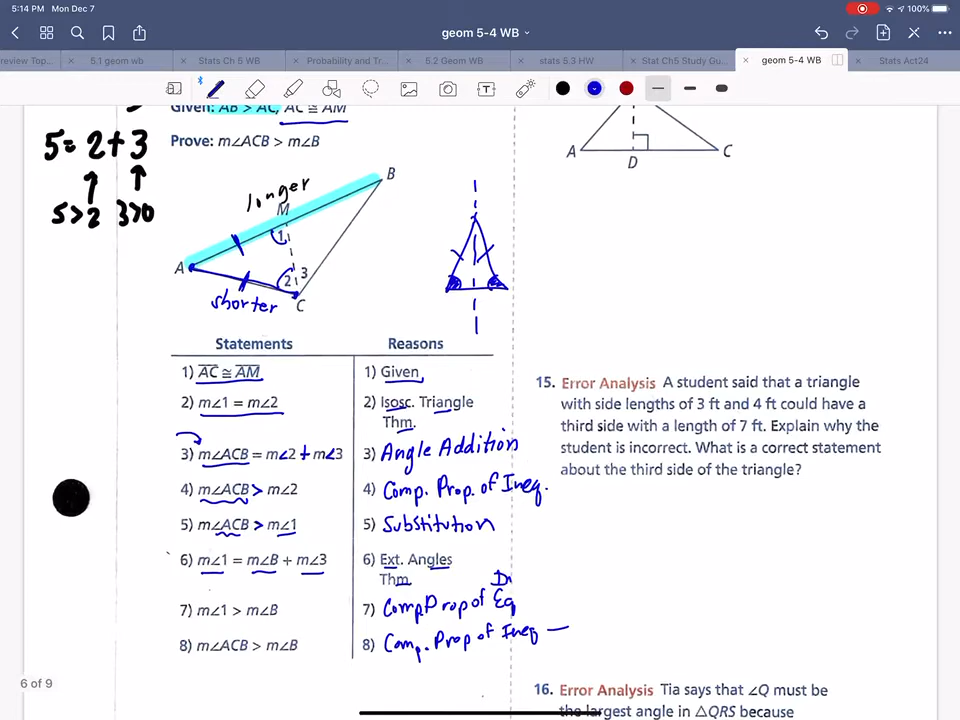 5:14 PM Mon Dec 7
100%
geom 5-4 WB
review Top...
5.1 geom wb
Stats Ch 5 WB
Probability and Tr...
5.2 Geom WB
stats 5.3 HW
Stat Ch5 Study Gu...
geom 5-4 WB
Stats Act24
Given: AB > AC, AC ≅ AM
Prove: m∠ACB > m∠B
5 = 2 + 3
5>2 3>0
longer
B
M
1
A
2 3
shorter
C
A
D
C
Statements Reasons
1) AC ≅ AM 1) Given
2) m∠1 = m∠2 2) Isosc. Triangle
Thm.
3) m∠ACB = m∠2 + m∠3 3) Angle Addition
4) m∠ACB > m∠2 4) Comp. Prop. of Ineq.
5) m∠ACB > m∠1 5) Substitution
6) m∠1 = m∠B + m∠3 6) Ext. Angles
Thm
7) m∠1 > m∠B 7) Comp Prop of Eq
8) m∠ACB > m∠B 8) Comp. Prop of Ineq
15. Error Analysis A student said that a triangle
with side lengths of 3 ft and 4 ft could have a
third side with a length of 7 ft. Explain why the
student is incorrect. What is a correct statement
about the third side of the triangle?
16. Error Analysis Tia says that ∠Q must be
the largest angle in △QRS because
6 of 9